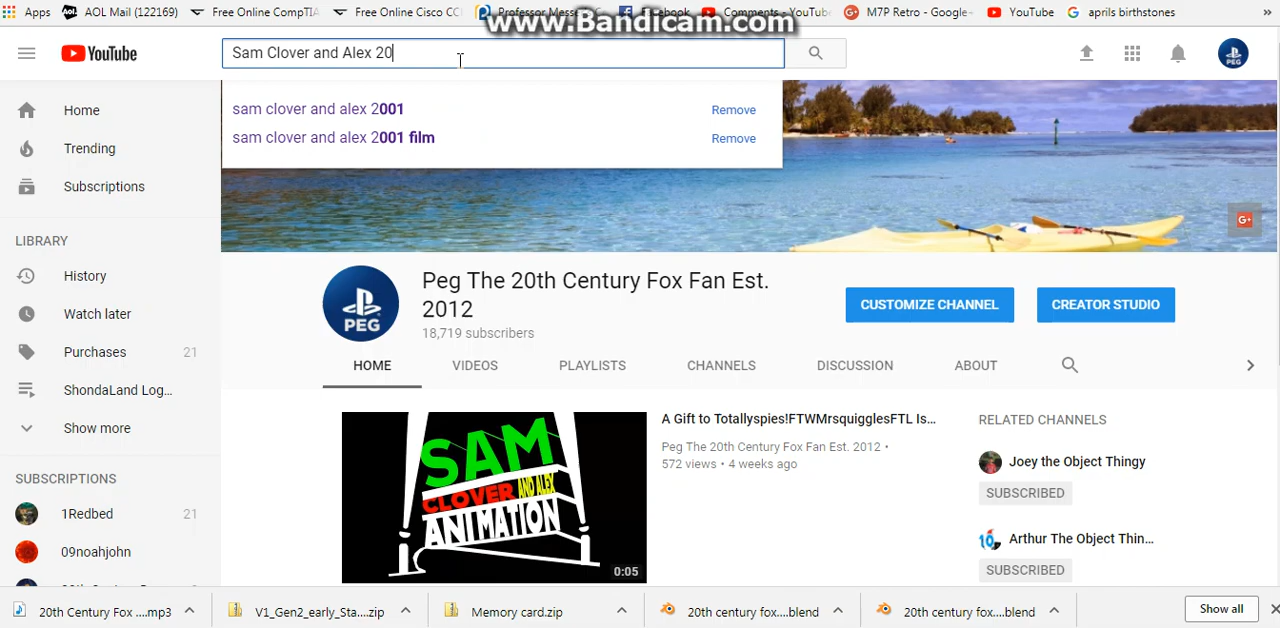 www.Bandicam.com
Apps
AOL Mail (122169)
Free Online CompTIA
Free Online Cisco CC
Professor Mess
Facebook
Comments - YouTub
M7P Retro - Google
YouTube
aprils birthstones
»
YouTube
Sam Clover and Alex 20
sam clover and alex 2001
Remove
sam clover and alex 2001 film
Remove
Home
Trending
Subscriptions
LIBRARY
History
Watch later
Purchases 21
ShondaLand Log...
Show more
SUBSCRIPTIONS
1Redbed 21
09noahjohn
G+
PEG
PEG
Peg The 20th Century Fox Fan Est.
2012
18,719 subscribers
CUSTOMIZE CHANNEL
CREATOR STUDIO
HOME
VIDEOS
PLAYLISTS
CHANNELS
DISCUSSION
ABOUT
SAM
CLOVER AND ALEX
ANIMATION
0:05
A Gift to Totallyspies!FTWMrsquigglesFTL Is...
Peg The 20th Century Fox Fan Est. 2012 •
572 views • 4 weeks ago
RELATED CHANNELS
Joey the Object Thingy
SUBSCRIBED
Arthur The Object Thin...
SUBSCRIBED
20th Century Fox ....mp3
V1_Gen2_early_Sta....zip
Memory card.zip
20th century fox....blend
20th century fox....blend
Show all